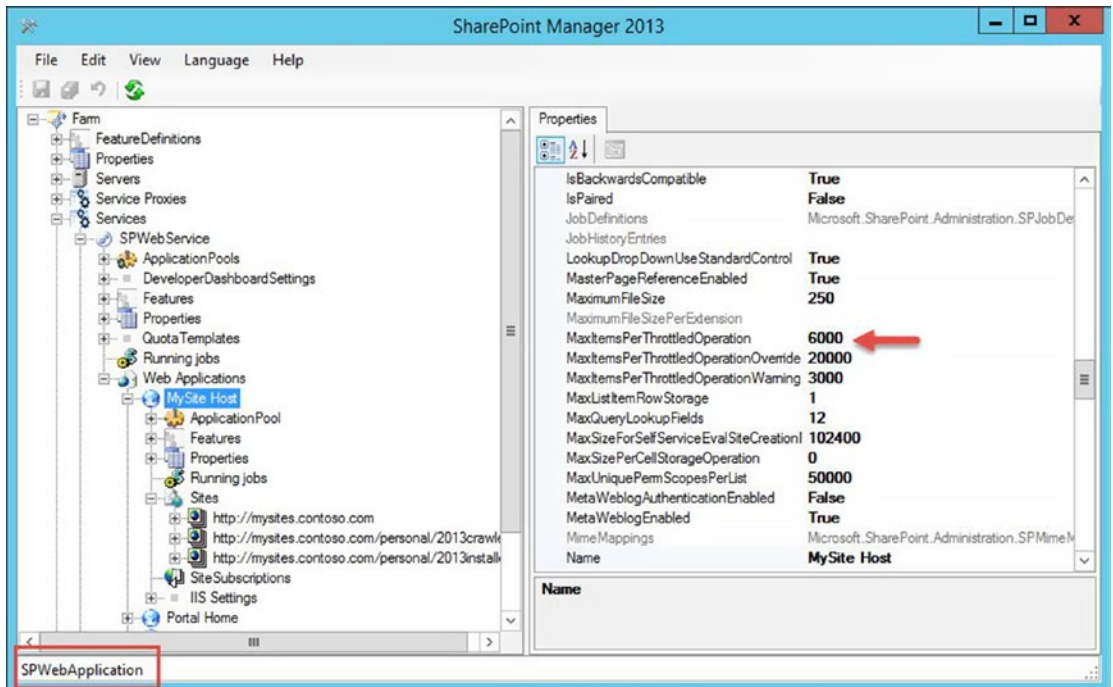 SharePoint Manager 2013
File Edit View Language Help
Farm
FeatureDefinitions
Properties
Servers
Service Proxies
Services
SPWebService
ApplicationPools
DeveloperDashboardSettings
Features
Properties
QuotaTemplates
Running jobs
Web Applications
MySite Host
ApplicationPool
Features
Properties
Running jobs
Sites
http://mysites.contoso.com
http://mysites.contoso.com/personal/2013crawle
http://mysites.contoso.com/personal/2013installe
SiteSubscriptions
IIS Settings
Portal Home
SPWebApplication
Properties
IsBackwardsCompatible True
IsPaired False
JobDefinitions Microsoft.SharePoint.Administration.SPJobDe
JobHistoryEntries
LookupDropDownUseStandardControl True
MasterPageReferenceEnabled True
MaximumFileSize 250
MaximumFileSizePerExtension
MaxItemsPerThrottledOperation 6000
MaxItemsPerThrottledOperationOverride 20000
MaxItemsPerThrottledOperationWarning 3000
MaxListItemRowStorage 1
MaxQueryLookupFields 12
MaxSizeForSelfServiceEvalSiteCreation 102400
MaxSizePerCellStorageOperation 0
MaxUniquePermScopesPerList 50000
MetaWeblogAuthenticationEnabled False
MetaWeblogEnabled True
MimeMappings Microsoft.SharePoint.Administration.SPMimeM
Name MySite Host
Name